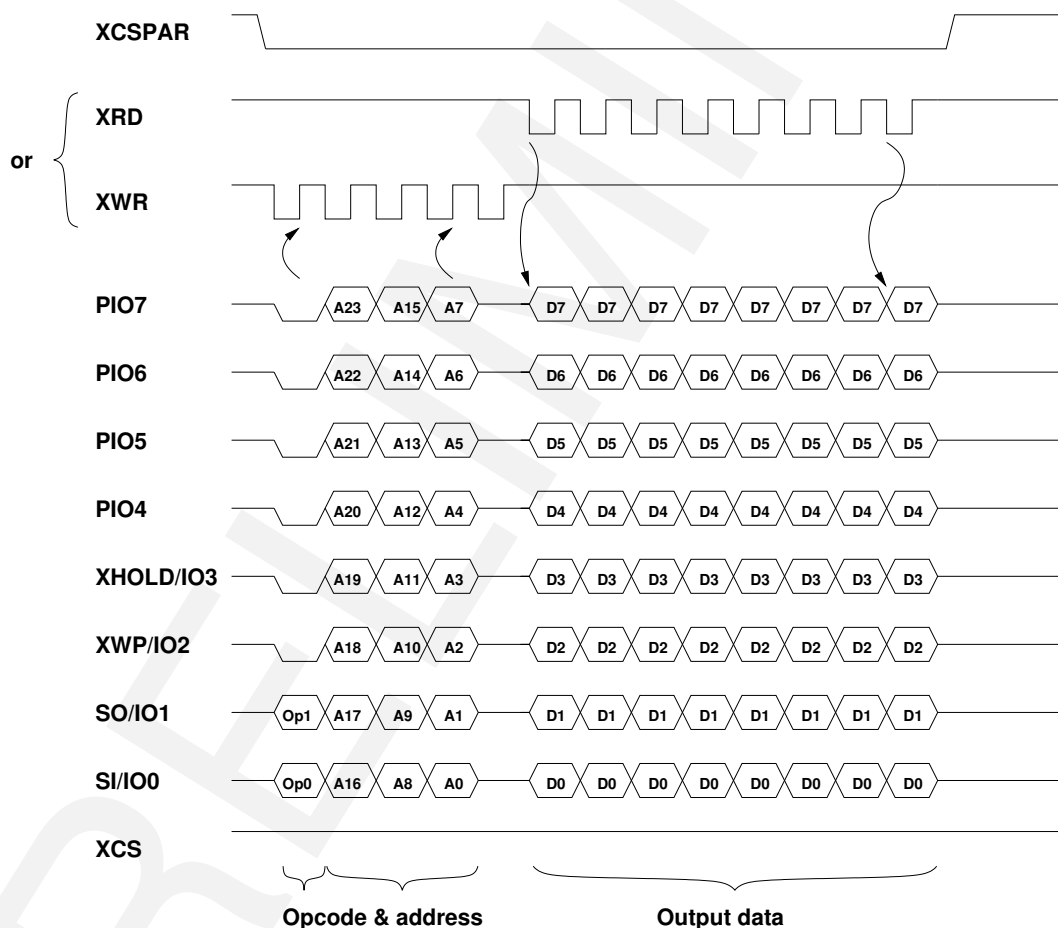 XCSPAR
XRD
or
XWR
PIO7 A23 A15 A7 D7 D7 D7 D7 D7 D7 D7 D7
PIO6 A22 A14 A6 D6 D6 D6 D6 D6 D6 D6 D6
PIO5 A21 A13 A5 D5 D5 D5 D5 D5 D5 D5 D5
PIO4 A20 A12 A4 D4 D4 D4 D4 D4 D4 D4 D4
XHOLD/IO3 A19 A11 A3 D3 D3 D3 D3 D3 D3 D3 D3
XWP/IO2 A18 A10 A2 D2 D2 D2 D2 D2 D2 D2 D2
SO/IO1 Op1 A17 A9 A1 D1 D1 D1 D1 D1 D1 D1 D1
SI/IO0 Op0 A16 A8 A0 D0 D0 D0 D0 D0 D0 D0 D0
XCS
Opcode & address Output data